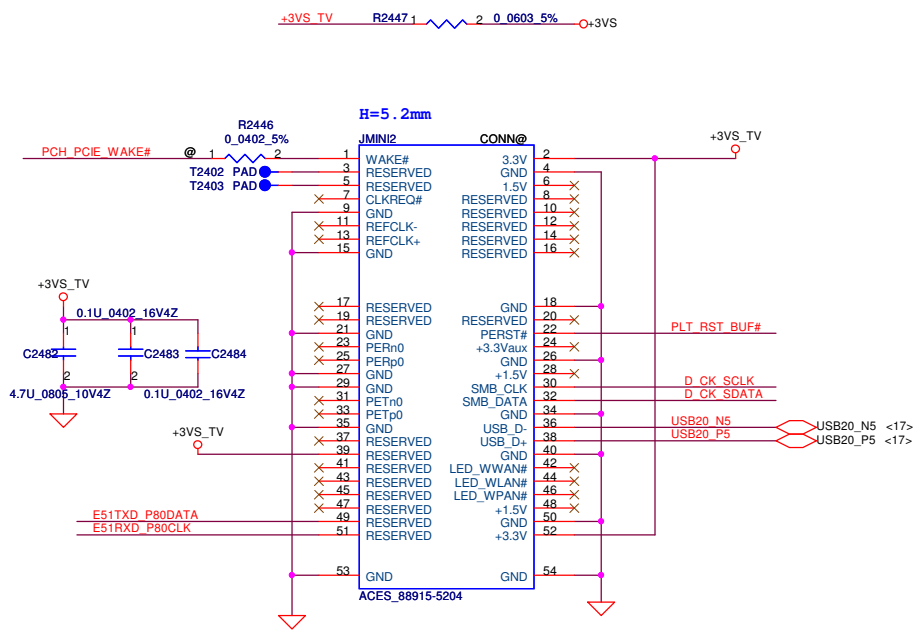 +3VS_TV R2447 1 2 0_0603_5% +3VS
H=5.2mm
R2446
0_0402_5%
JMINI2 CONN@
+3VS_TV
PCH_PCIE_WAKE# @ 1 2 1 WAKE# 3.3V 2
T2402 PAD 3 RESERVED GND 4
T2403 PAD 5 RESERVED 1.5V 6
7 CLKREQ# RESERVED 8
9 GND RESERVED 10
11 REFCLK- RESERVED 12
13 REFCLK+ RESERVED 14
15 GND RESERVED 16
+3VS_TV
0.1U_0402_16V4Z
1 1
C2482 C2483 C2484
2 2
4.7U_0805_10V4Z 0.1U_0402_16V4Z
17 RESERVED GND 18
19 RESERVED RESERVED 20
21 GND PERST# 22 PLT_RST_BUF#
23 PERn0 +3.3Vaux 24
25 PERp0 GND 26
27 GND +1.5V 28
29 GND SMB_CLK 30 D_CK_SCLK
31 PETn0 SMB_DATA 32 D_CK_SDATA
33 PETp0 GND 34
35 GND USB_D- 36 USB20_N5 USB20_N5 <17>
+3VS_TV
37 RESERVED USB_D+ 38 USB20_P5 USB20_P5 <17>
39 RESERVED GND 40
41 RESERVED LED_WWAN# 42
43 RESERVED LED_WLAN# 44
45 RESERVED LED_WPAN# 46
47 RESERVED +1.5V 48
E51TXD_P80DATA 49 RESERVED GND 50
E51RXD_P80CLK 51 RESERVED +3.3V 52
53 GND GND 54
ACES_88915-5204